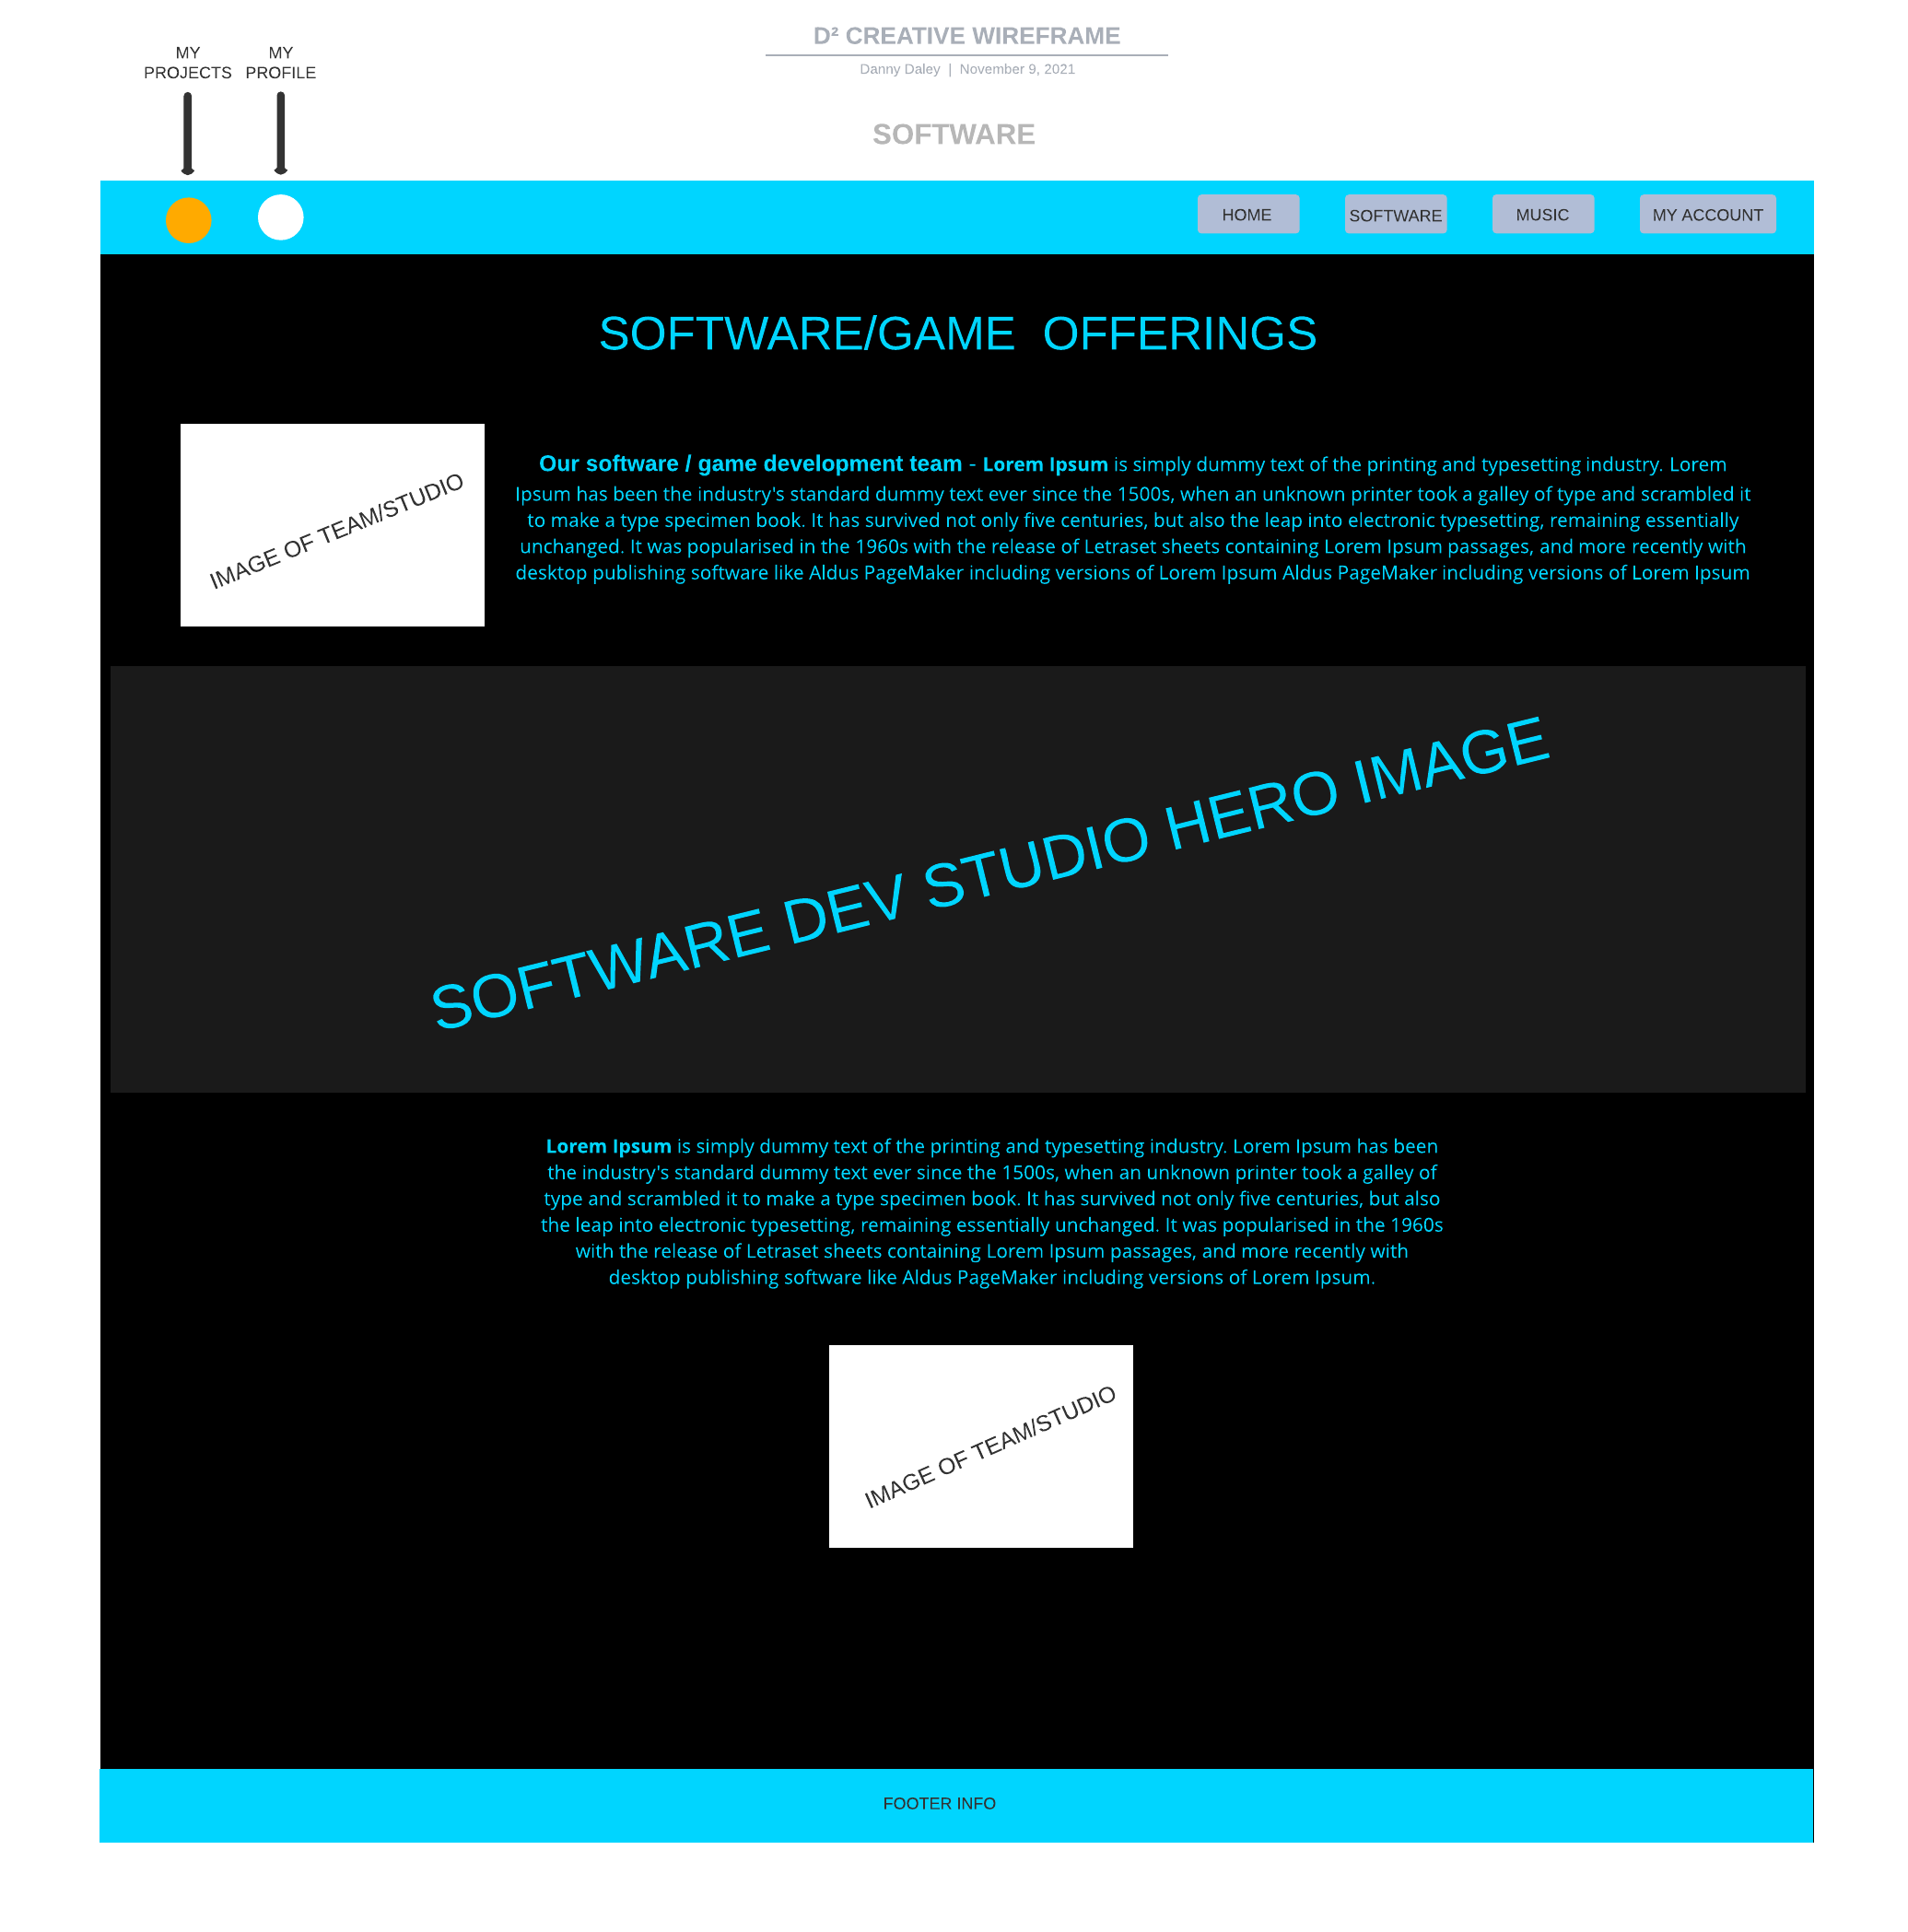 D² CREATIVE WIREFRAME
Danny Daley | November 9, 2021
MY
PROJECTS
MY
PROFILE
SOFTWARE
HOME
SOFTWARE
MUSIC
MY ACCOUNT
SOFTWARE/GAME OFFERINGS
IMAGE OF TEAM/STUDIO
Our software / game development team - Lorem Ipsum is simply dummy text of the printing and typesetting industry. Lorem
Ipsum has been the industry's standard dummy text ever since the 1500s, when an unknown printer took a galley of type and scrambled it
to make a type specimen book. It has survived not only five centuries, but also the leap into electronic typesetting, remaining essentially
unchanged. It was popularised in the 1960s with the release of Letraset sheets containing Lorem Ipsum passages, and more recently with
desktop publishing software like Aldus PageMaker including versions of Lorem Ipsum Aldus PageMaker including versions of Lorem Ipsum
SOFTWARE DEV STUDIO HERO IMAGE
Lorem Ipsum is simply dummy text of the printing and typesetting industry. Lorem Ipsum has been
the industry's standard dummy text ever since the 1500s, when an unknown printer took a galley of
type and scrambled it to make a type specimen book. It has survived not only five centuries, but also
the leap into electronic typesetting, remaining essentially unchanged. It was popularised in the 1960s
with the release of Letraset sheets containing Lorem Ipsum passages, and more recently with
desktop publishing software like Aldus PageMaker including versions of Lorem Ipsum.
IMAGE OF TEAM/STUDIO
FOOTER INFO